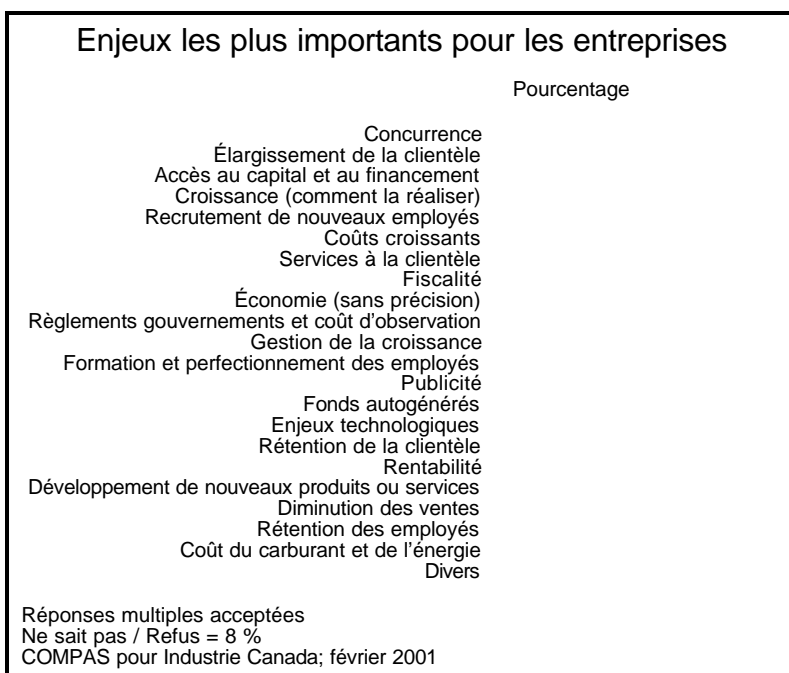 Enjeux les plus importants pour les entreprises
Pourcentage
Concurrence
Élargissement de la clientèle
Accès au capital et au financement
Croissance (comment la réaliser)
Recrutement de nouveaux employés
Coûts croissants
Services à la clientèle
Fiscalité
Économie (sans précision)
Règlements gouvernements et coût d'observation
Gestion de la croissance
Formation et perfectionnement des employés
Publicité
Fonds autogénérés
Enjeux technologiques
Rétention de la clientèle
Rentabilité
Développement de nouveaux produits ou services
Diminution des ventes
Rétention des employés
Coût du carburant et de l'énergie
Divers
Réponses multiples acceptées
Ne sait pas / Refus = 8 %
COMPAS pour Industrie Canada; février 2001